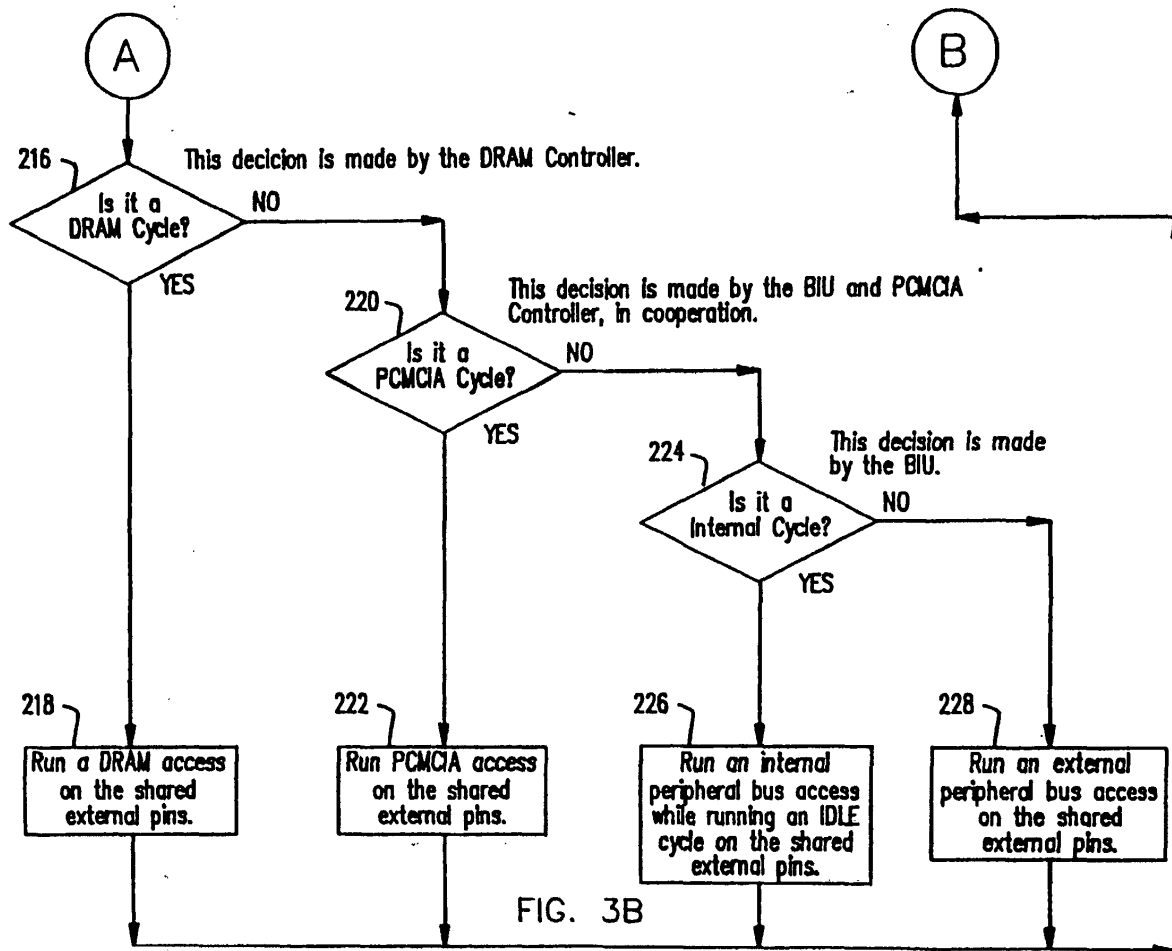 A
B
216
This decicion is made by the DRAM Controller.
Is it a
DRAM Cycle?
NO
YES
220
This decision is made by the BIU and PCMCIA
Controller, in cooperation.
Is it a
PCMCIA Cycle?
NO
YES
224
This decision is made
by the BIU.
Is it a
Internal Cycle?
NO
YES
218
Run a DRAM access
on the shared
external pins.
222
Run PCMCIA access
on the shared
external pins.
226
Run an internal
peripheral bus access
while running an IDLE
cycle on the shared
external pins.
228
Run an external
peripheral bus access
on the shared
external pins.
FIG. 3B